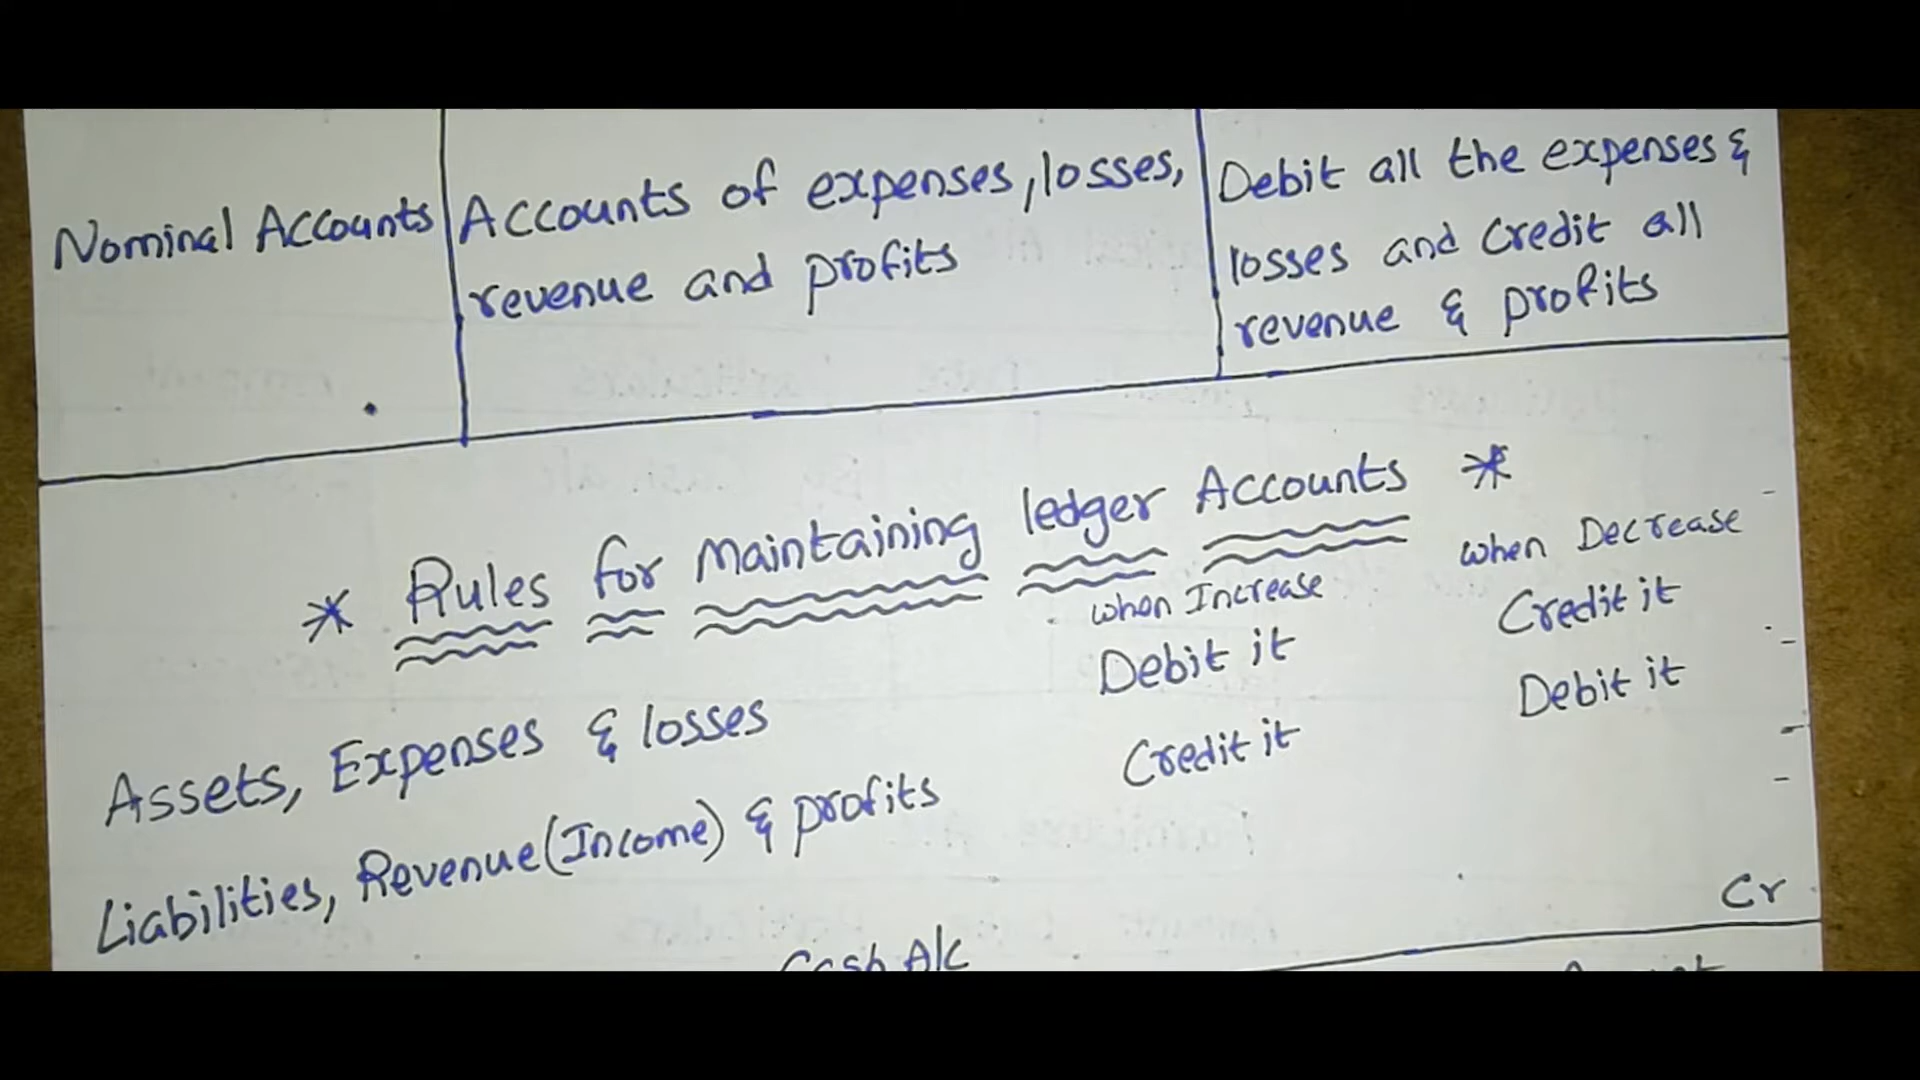 Nominal Accounts
Accounts of expenses, losses,
revenue and profits
Debit all the expenses &
losses and Credit all
revenue & profits
* Rules for Maintaining ledger Accounts *
when Increase when Decrease
Assets, Expenses & losses Debit it Credit it
Liabilities, Revenue (Income) & profits Credit it Debit it
Cash A/c
Cr